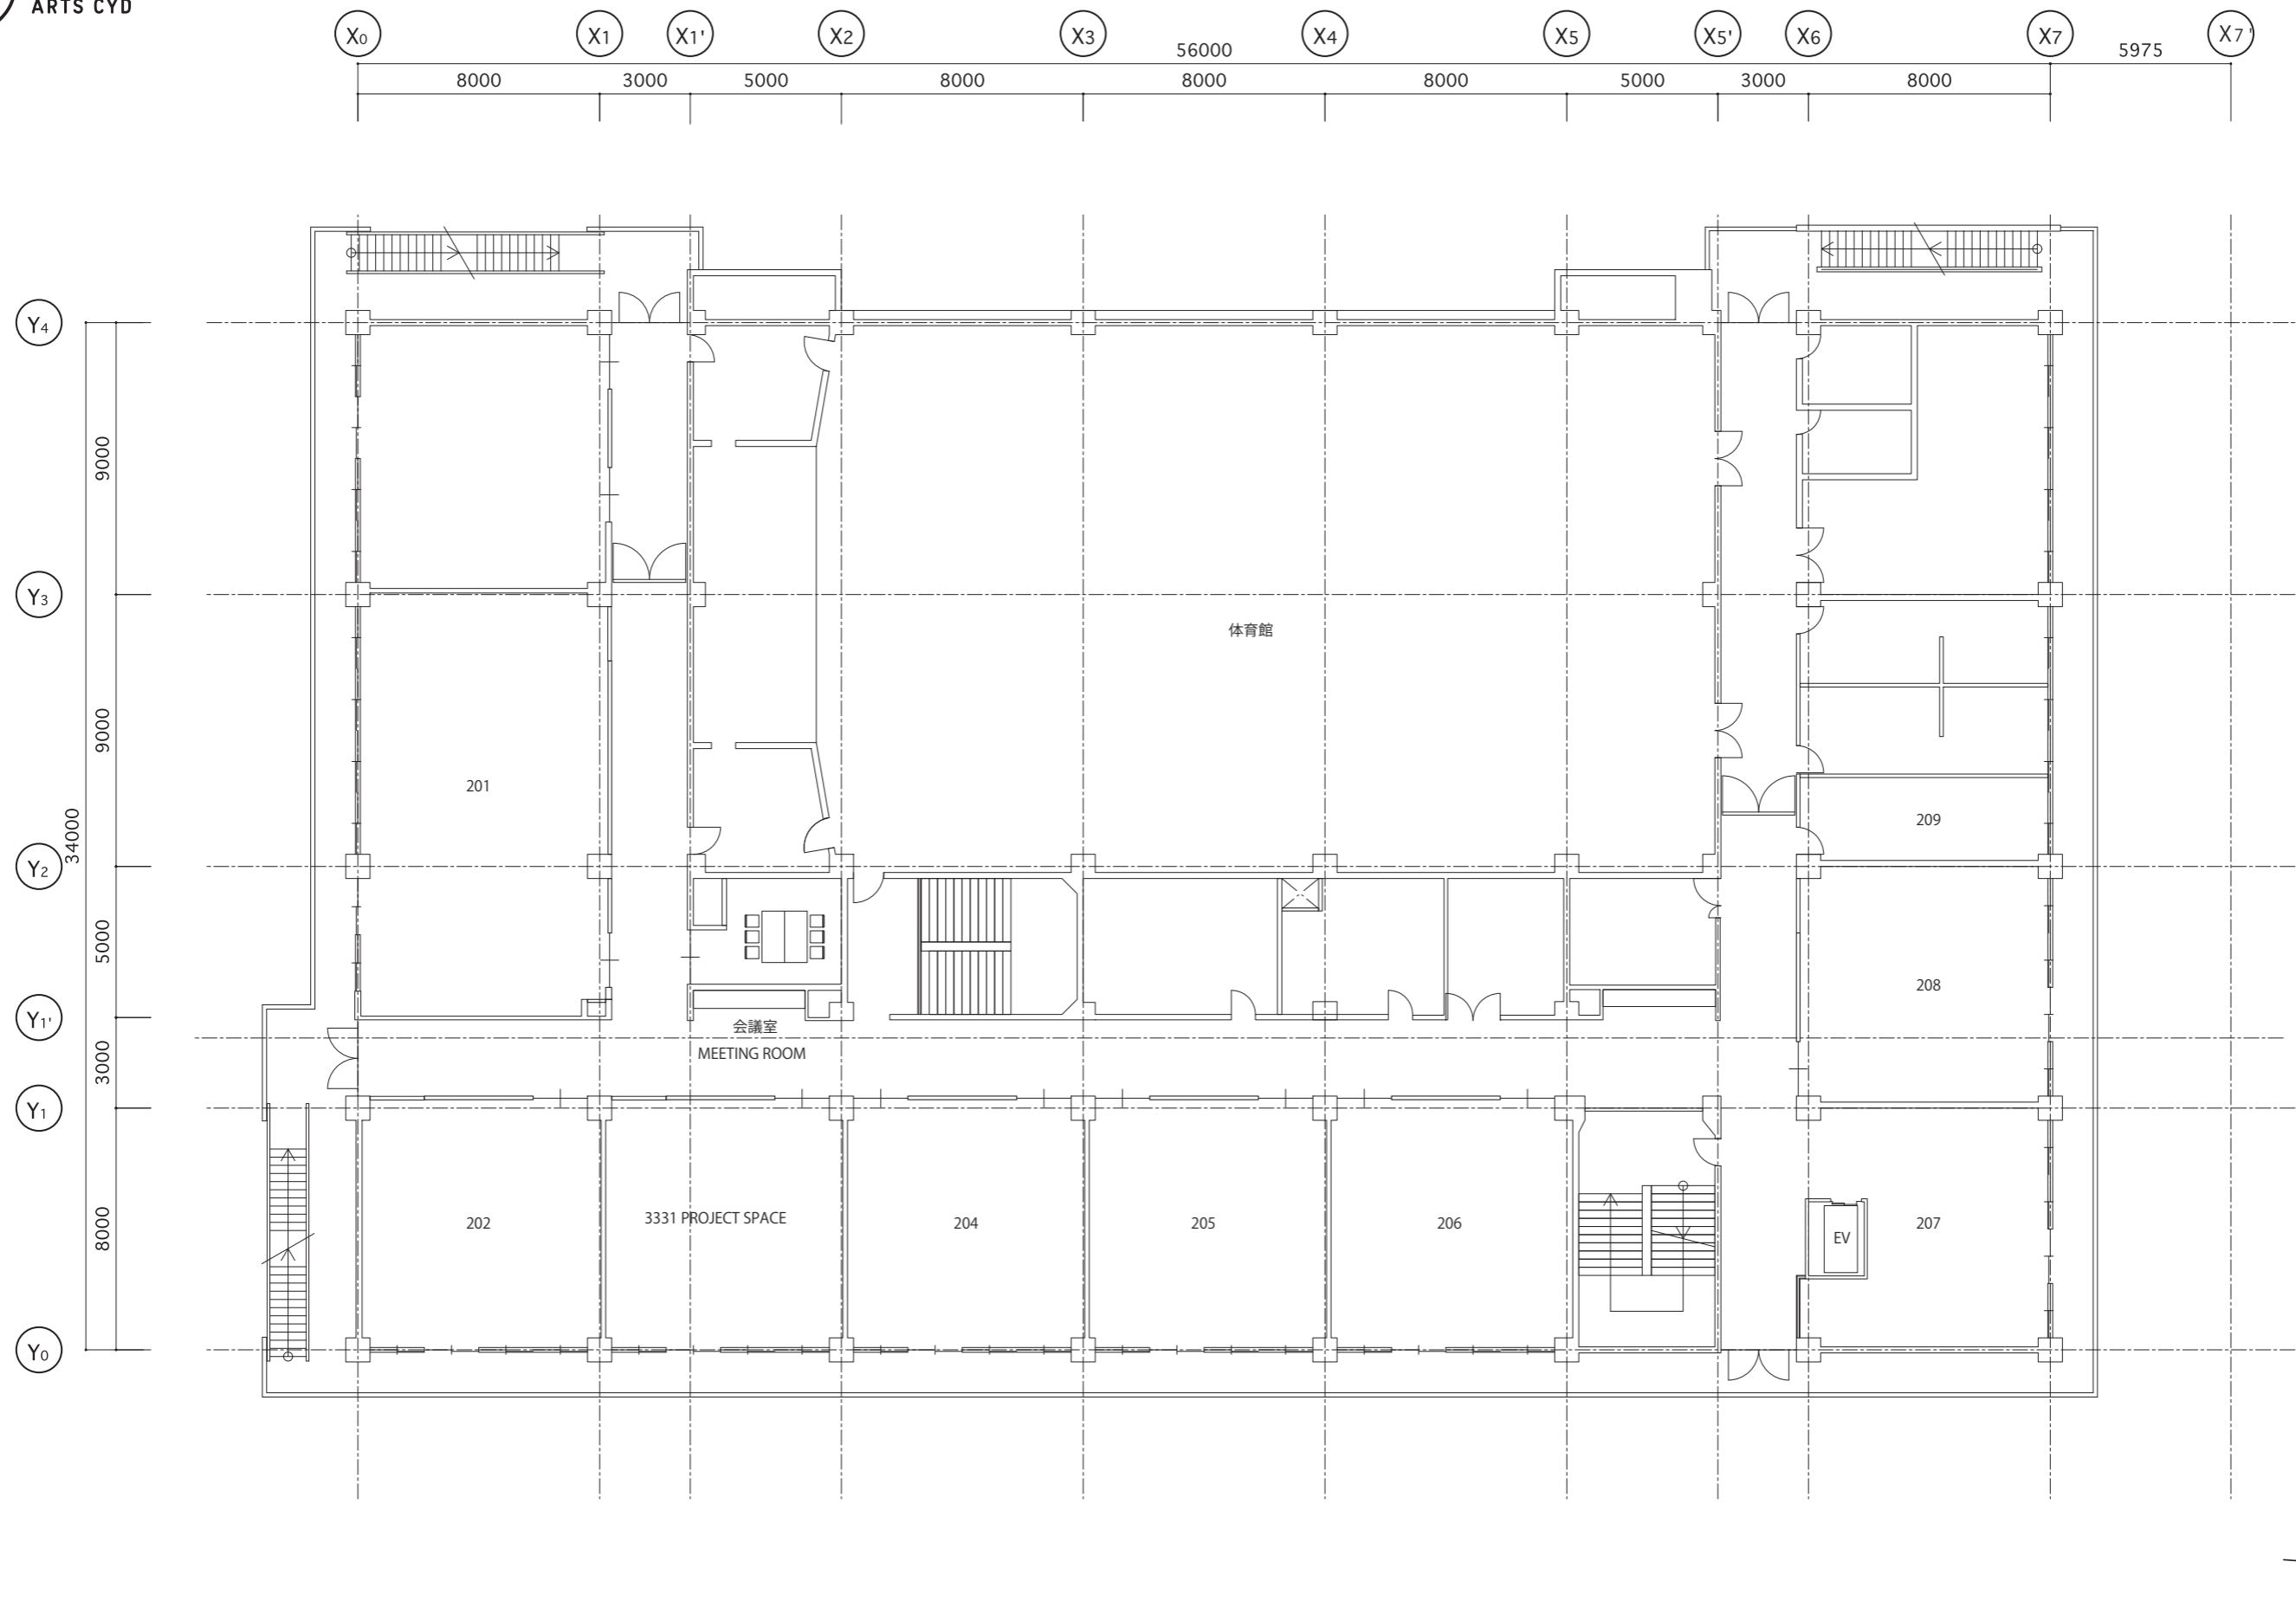 ARTS CYD
X0 X1 X1' X2 X3 X4 X5 X5' X6 X7 X7'
56000 5975
8000 3000 5000 8000 8000 8000 5000 3000 8000
Y4
9000
Y3
体育館
9000
201
209
34000
Y2
5000
208
Y1'
会議室
MEETING ROOM
3000
Y1
8000
202 3331 PROJECT SPACE 204 205 206 EV 207
Y0